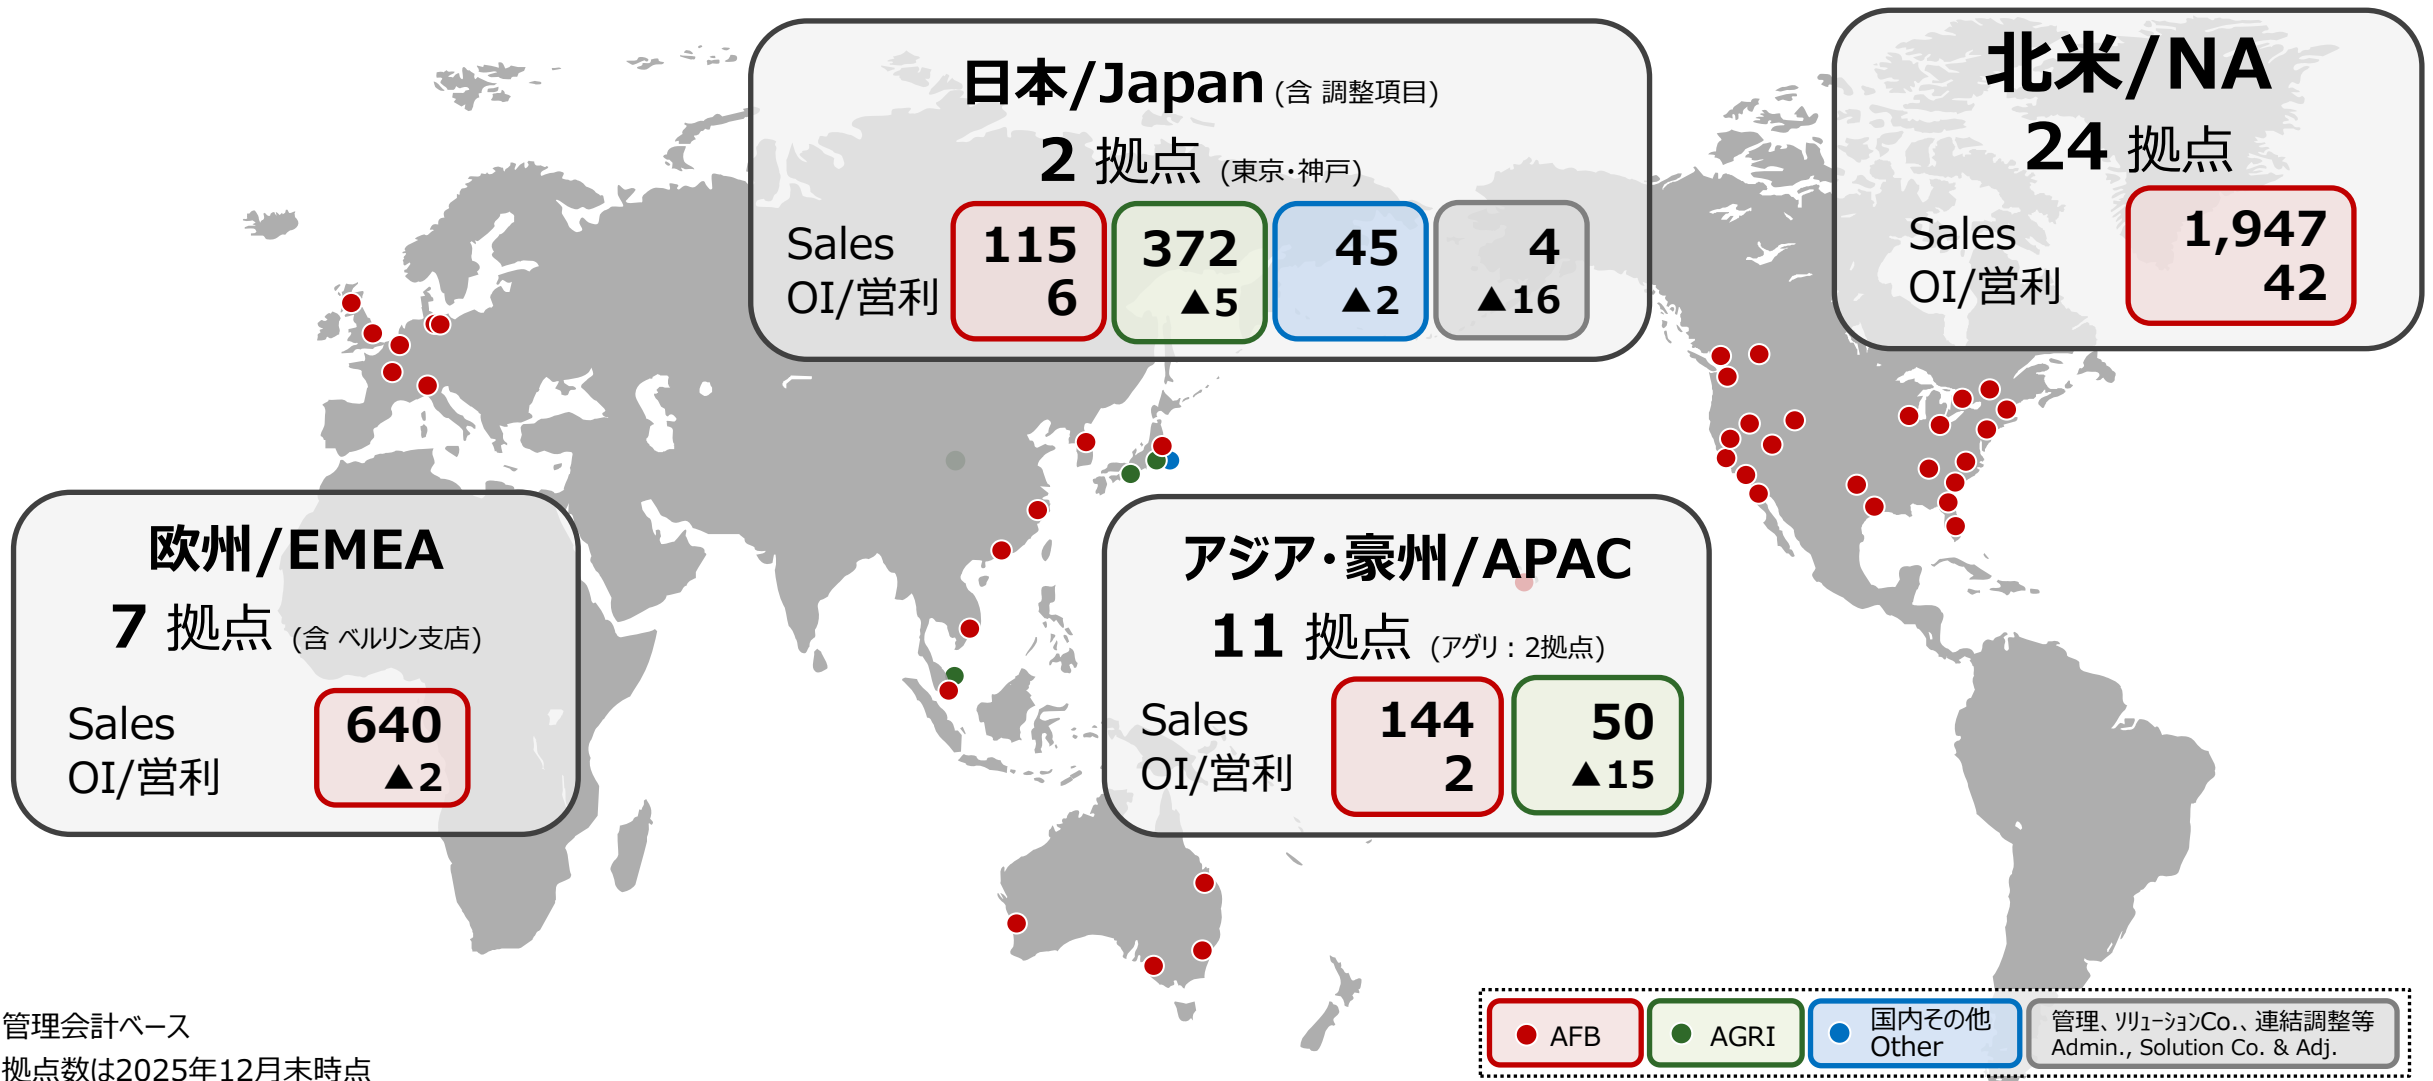 日本/Japan (含 調整項目)
2 拠点 (東京・神戸)
Sales 115 372 45 4
OI/営利 6 ▲5 ▲2 ▲16
北米/NA
24 拠点
Sales 1,947
OI/営利 42
欧州/EMEA
7 拠点 (含 ベルリン支店)
Sales 640
OI/営利 ▲2
アジア・豪州/APAC
11 拠点 (アグリ：2拠点)
Sales 144 50
OI/営利 2 ▲15
管理会計ベース
拠点数は2025年12月末時点
AFB
AGRI
国内その他
Other
管理、ソリューションCo.、連結調整等
Admin., Solution Co. & Adj.